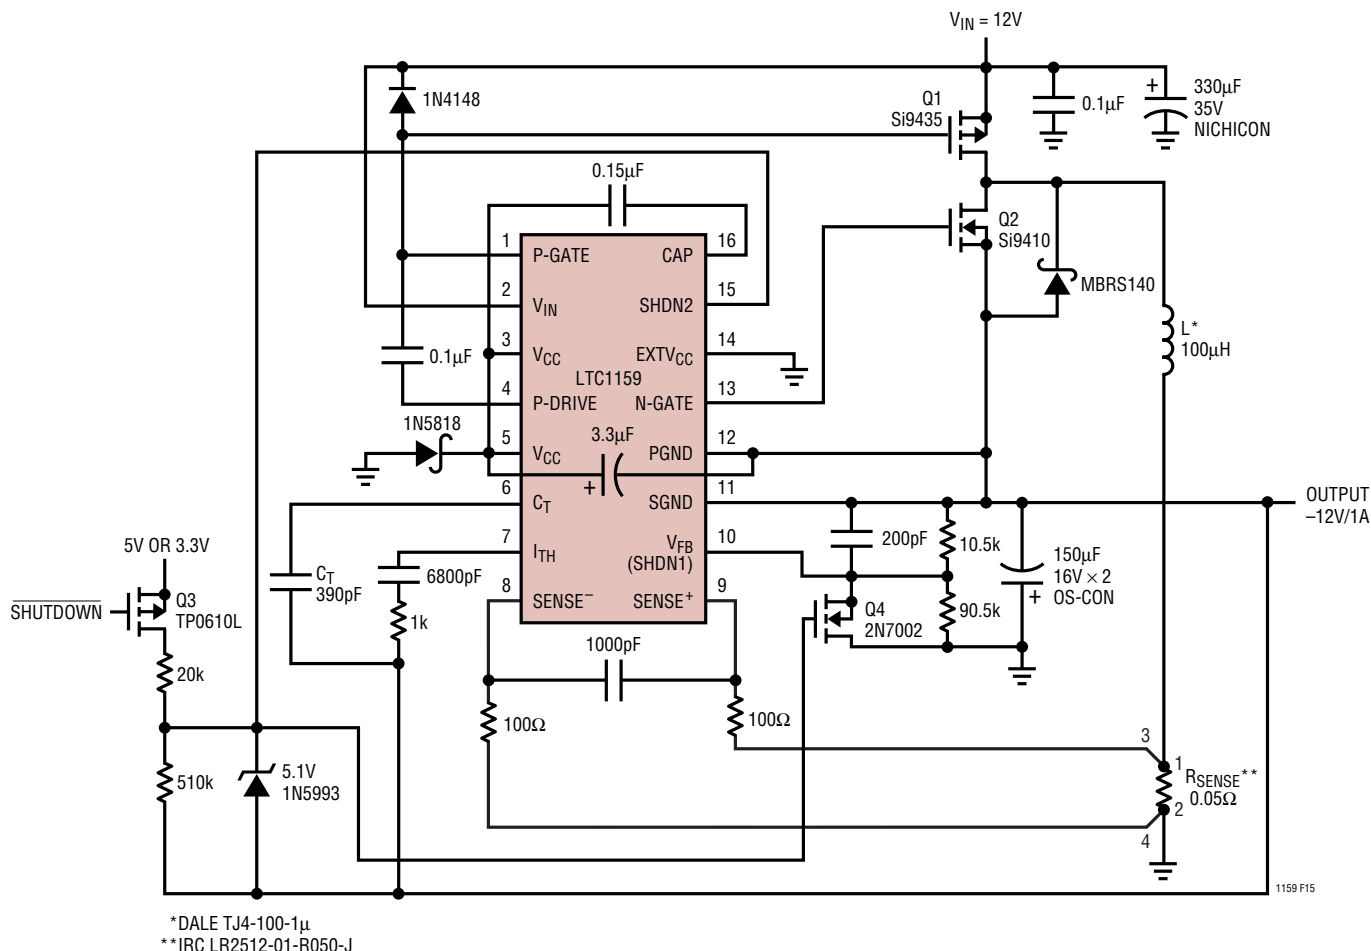 V_IN = 12V
1N4148
Q1
Si9435
0.1µF
+
330µF
35V
NICHICON
0.15µF
1
P-GATE
CAP
16
Q2
Si9410
2
V_IN
SHDN2
15
MBRS140
3
V_CC
EXTV_CC
14
L*
100µH
0.1µF
LTC1159
4
P-DRIVE
N-GATE
13
1N5818
3.3µF
5
V_CC
PGND
12
+
6
C_T
SGND
11
OUTPUT
–12V/1A
7
I_TH
V_FB
(SHDN1)
10
200pF
10.5k
150µF
16V × 2
OS-CON
+
5V OR 3.3V
C_T
390pF
6800pF
8
SENSE–
SENSE+
9
SHUTDOWN
Q3
TP0610L
1k
Q4
2N7002
90.5k
1000pF
20k
100Ω
100Ω
3
1
R_SENSE**
0.05Ω
2
4
510k
5.1V
1N5993
1159 F15
*DALE TJ4-100-1µ
**IRC LR2512-01-R050-J